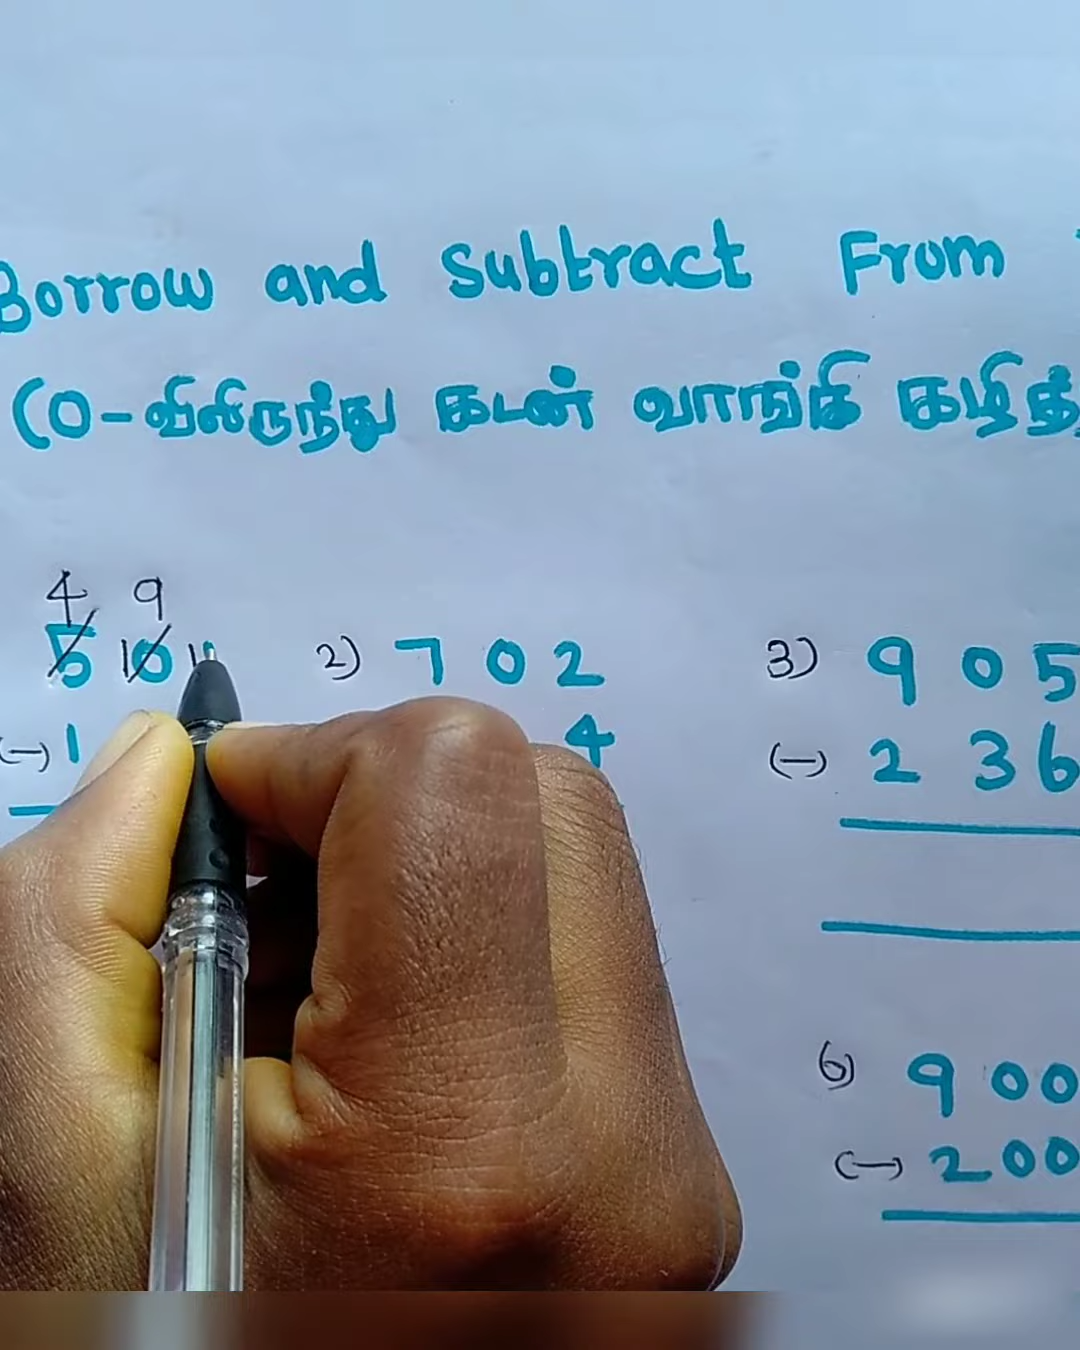 Borrow and Subtract From
(0-விலிருந்து கடன் வாங்கி கழித்
4 9
5 10 1 2) 7 0 2 3) 9 0 5
(-) 1 4 (-) 2 3 6
6) 9 0 0
(-) 2 0 0